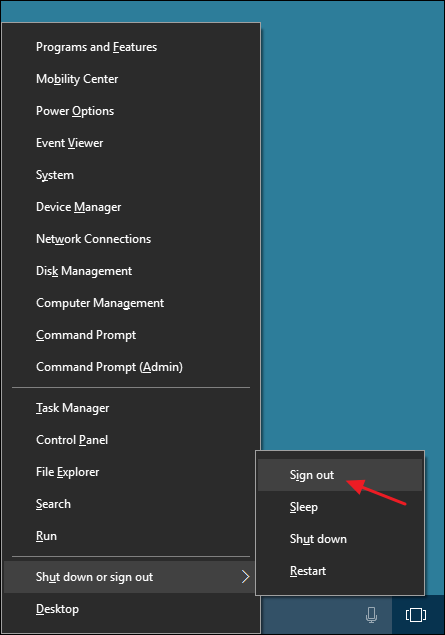 Programs and Features
Mobility Center
Power Options
Event Viewer
System
Device Manager
Network Connections
Disk Management
Computer Management
Command Prompt
Command Prompt (Admin)
Task Manager
Control Panel
File Explorer
Search
Run
Shut down or sign out
Desktop
Sign out
Sleep
Shut down
Restart